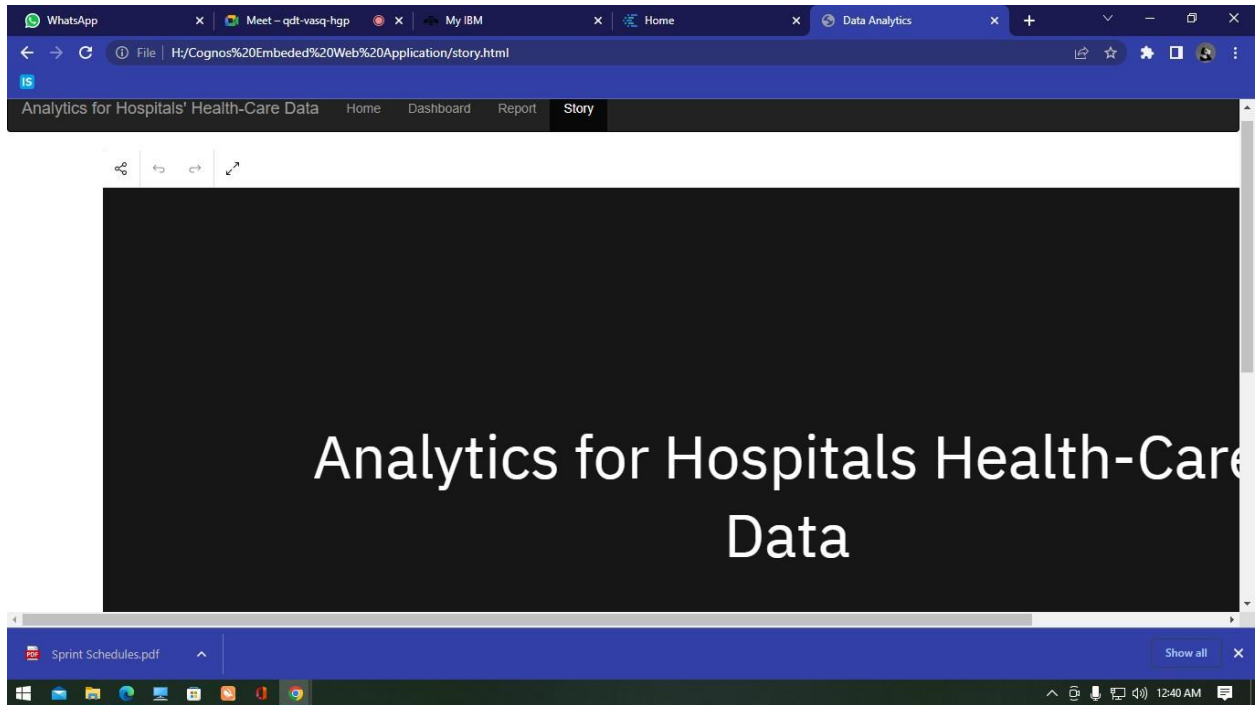 WhatsApp
Meet – qdt-vasq-hgp
My IBM
Home
Data Analytics
File | H:/Cognos%20Embeded%20Web%20Application/story.html
IS
Analytics for Hospitals' Health-Care Data Home Dashboard Report Story
Analytics for Hospitals Health-Care
Data
Sprint Schedules.pdf
Show all
12:40 AM